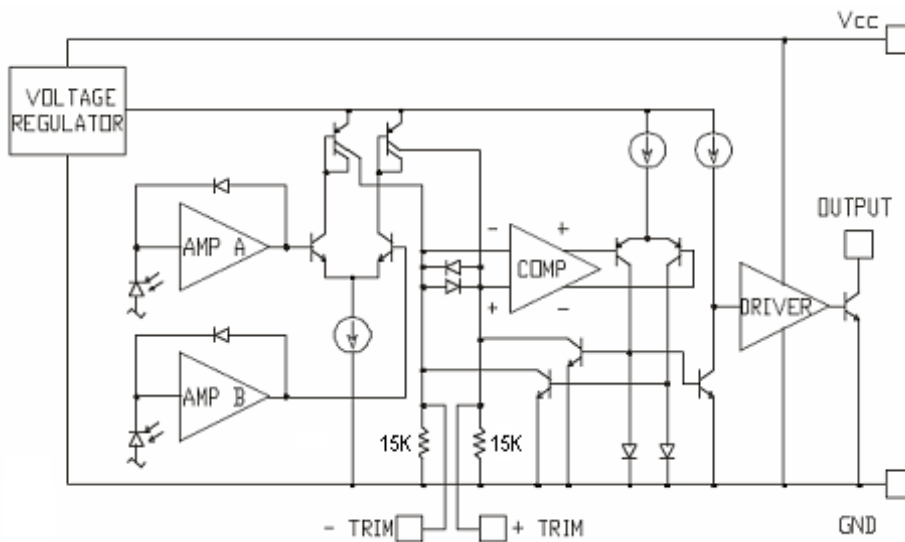 Vcc
VOLTAGE
REGULATOR
OUTPUT
AMP A
-
+
COMP
+
-
DRIVER
AMP B
15K
15K
- TRIM
+ TRIM
GND